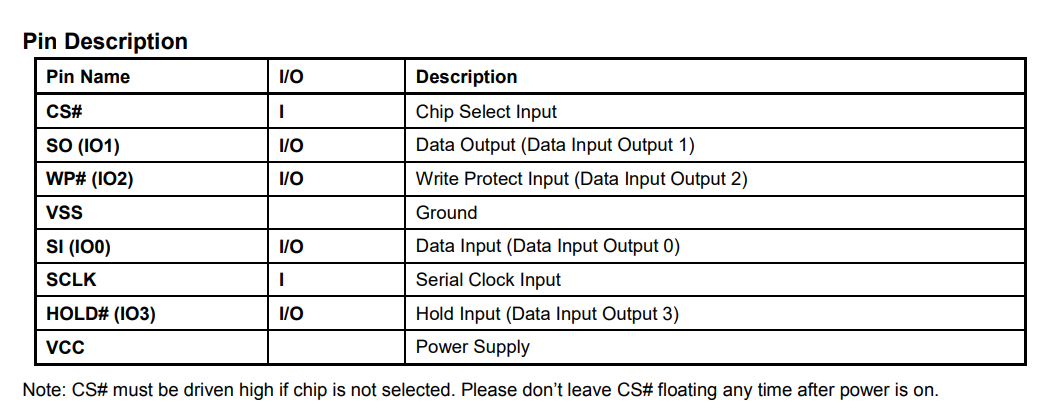 Pin Description
Pin Name I/O Description
CS# I Chip Select Input
SO (IO1) I/O Data Output (Data Input Output 1)
WP# (IO2) I/O Write Protect Input (Data Input Output 2)
VSS Ground
SI (IO0) I/O Data Input (Data Input Output 0)
SCLK I Serial Clock Input
HOLD# (IO3) I/O Hold Input (Data Input Output 3)
VCC Power Supply
Note: CS# must be driven high if chip is not selected. Please don’t leave CS# floating any time after power is on.